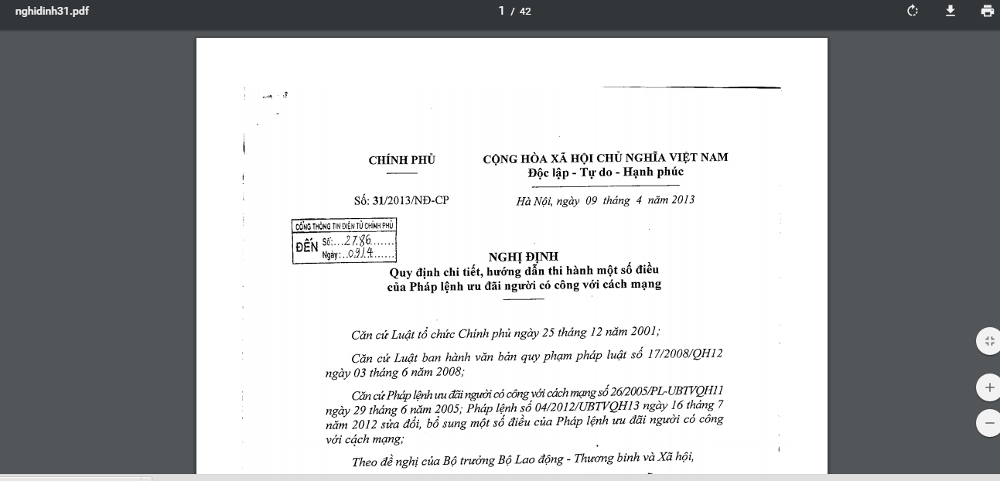 nghidinh31.pdf
1 / 42
CHÍNH PHỦ
CỘNG HÒA XÃ HỘI CHỦ NGHĨA VIỆT NAM
Độc lập - Tự do - Hạnh phúc
Số: 31/2013/NĐ-CP
Hà Nội, ngày 09 tháng 4 năm 2013
CỔNG THÔNG TIN ĐIỆN TỬ CHÍNH PHỦ
ĐẾN
Số:...2786......
Ngày:..09/4......
NGHỊ ĐỊNH
Quy định chi tiết, hướng dẫn thi hành một số điều
của Pháp lệnh ưu đãi người có công với cách mạng
Căn cứ Luật tổ chức Chính phủ ngày 25 tháng 12 năm 2001;
Căn cứ Luật ban hành văn bản quy phạm pháp luật số 17/2008/QH12
ngày 03 tháng 6 năm 2008;
Căn cứ Pháp lệnh ưu đãi người có công với cách mạng số 26/2005/PL-UBTVQH11
ngày 29 tháng 6 năm 2005; Pháp lệnh số 04/2012/UBTVQH13 ngày 16 tháng 7
năm 2012 sửa đổi, bổ sung một số điều của Pháp lệnh ưu đãi người có công
với cách mạng;
Theo đề nghị của Bộ trưởng Bộ Lao động - Thương binh và Xã hội,